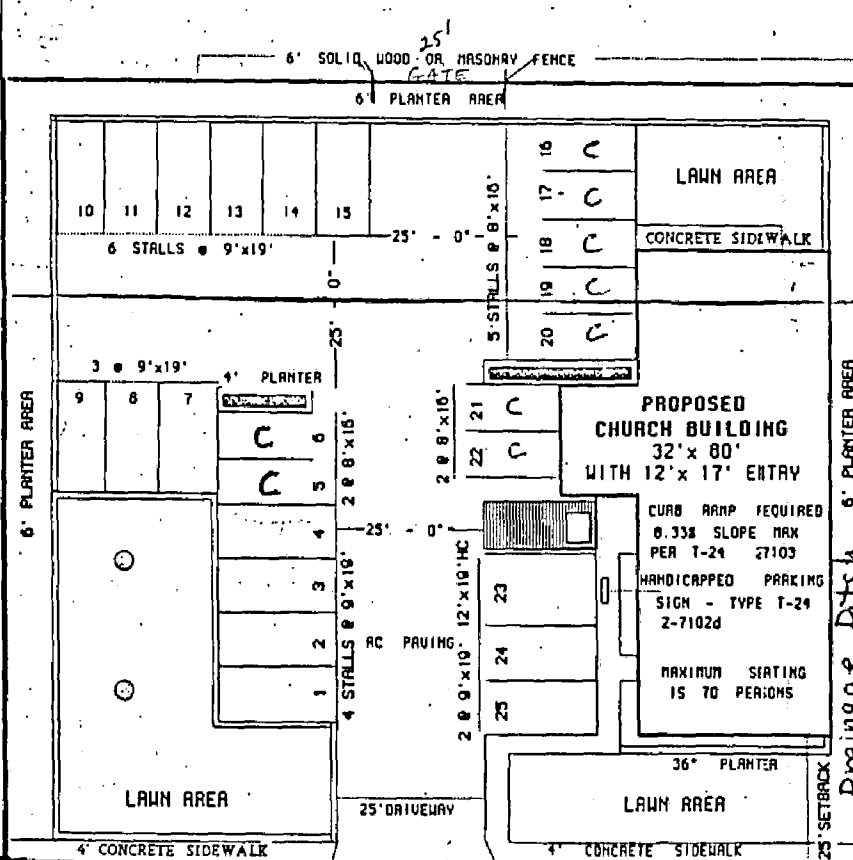 25'
6' SOLID WOOD OR MASONRY FENCE
GATE
6' PLANTER AREA
10 11 12 13 14 15
6 STALLS @ 9'x19'
25' - 0"
25' - 0"
5 STALLS @ 8'x16'
16 C
17 C
18 C
19 C
20 C
LAWN AREA
CONCRETE SIDEWALK
3 @ 9'x19'
9 8 7
4' PLANTER
6 C
5 C
2 @ 8'x16'
4
3
2
1
4 STALLS @ 9'x19'
25' - 0"
AC PAVING
2 @ 8'x16'
21 C
22 C
12'x19'HC
2 @ 9'x19'
23
24
25
PROPOSED
CHURCH BUILDING
32'x 80'
WITH 12'x 17' ENTRY
CURB RAMP REQUIRED
8.33% SLOPE MAX
PER T-24 27103
HANDICAPPED PARKING
SIGN - TYPE T-24
2-7102d
MAXIMUM SEATING
IS 70 PERSONS
36" PLANTER
6' PLANTER AREA
6' PLANTER AREA
Drainage Ditch
25' SETBACK
LAWN AREA
25'DRIVEWAY
LAWN AREA
4' CONCRETE SIDEWALK
4' CONCRETE SIDEWALK